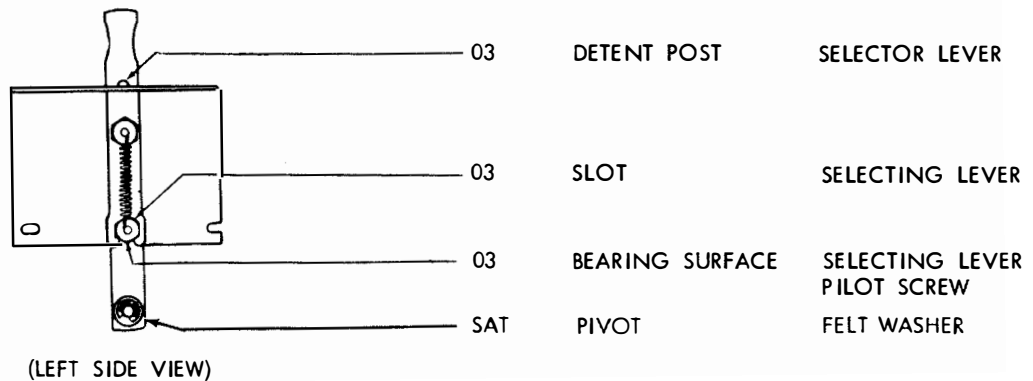 03 DETENT POST SELECTOR LEVER
03 SLOT SELECTING LEVER
03 BEARING SURFACE SELECTING LEVER
PILOT SCREW
SAT PIVOT FELT WASHER
(LEFT SIDE VIEW)